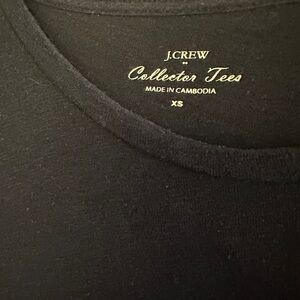 J.CREW
Collector Tees
MADE IN CAMBODIA
XS